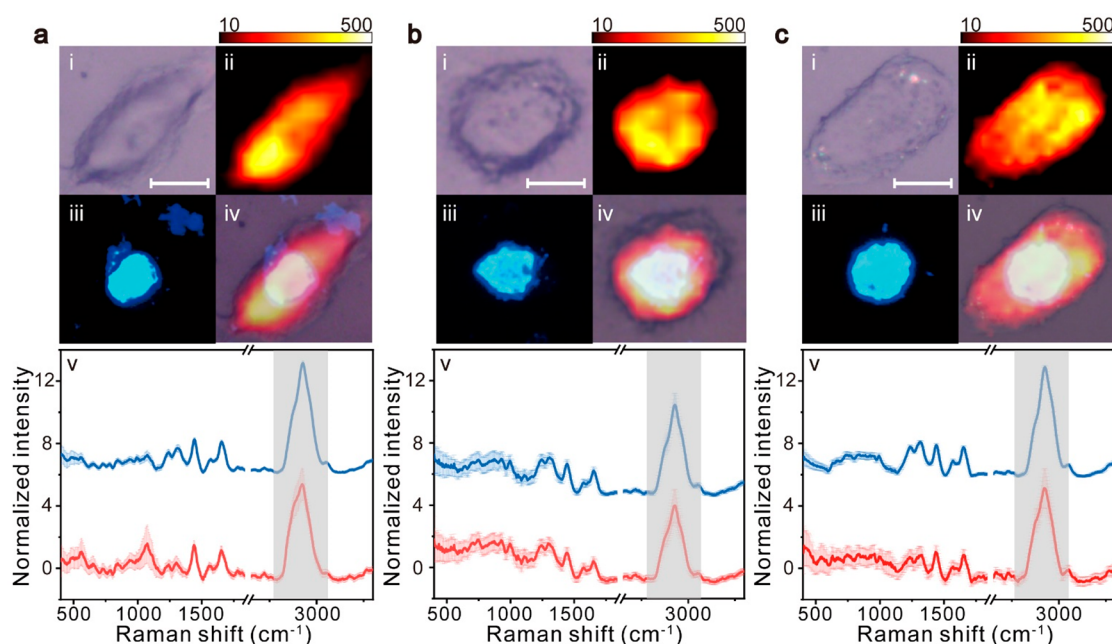 a
10 500
i ii
iii iv
v
Normalized intensity
12
8
4
0
500 1000 1500 3000
Raman shift (cm⁻¹)
b
10 500
i ii
iii iv
v
Normalized intensity
12
8
4
0
500 1000 1500 3000
Raman shift (cm⁻¹)
c
10 500
i ii
iii iv
v
Normalized intensity
12
8
4
0
500 1000 1500 3000
Raman shift (cm⁻¹)